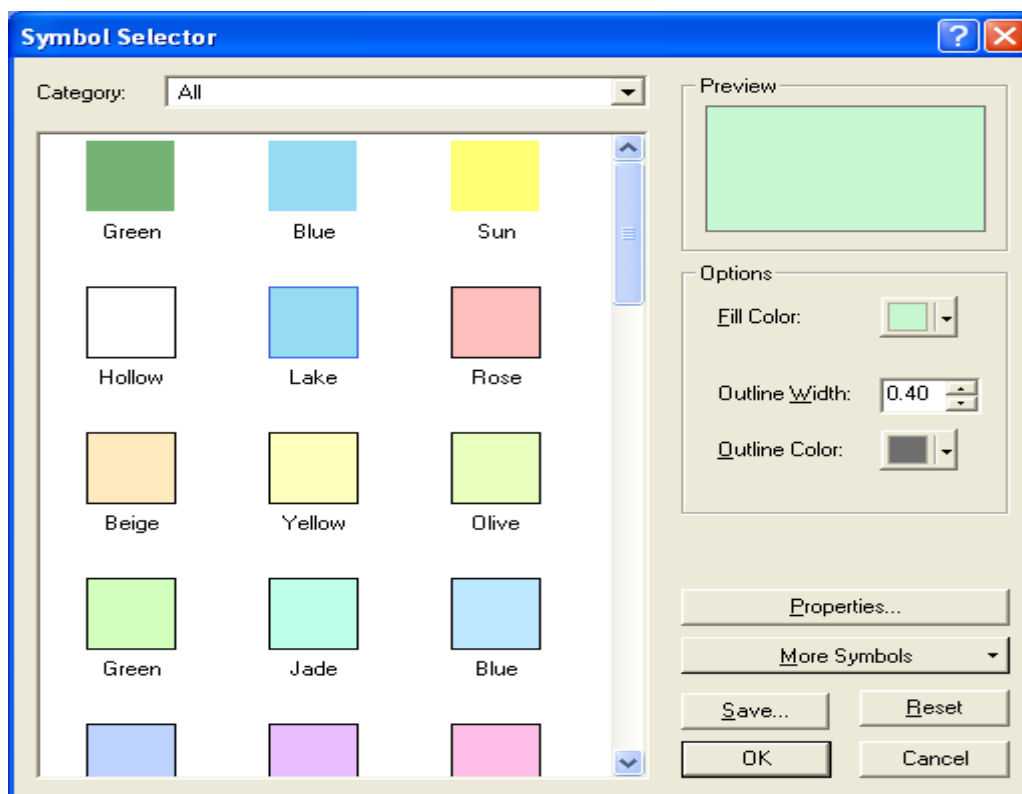 Symbol Selector
Category: All
Green Blue Sun
Hollow Lake Rose
Beige Yellow Olive
Green Jade Blue
Preview
Options
Fill Color:
Outline Width: 0.40
Outline Color:
Properties...
More Symbols
Save... Reset
OK Cancel